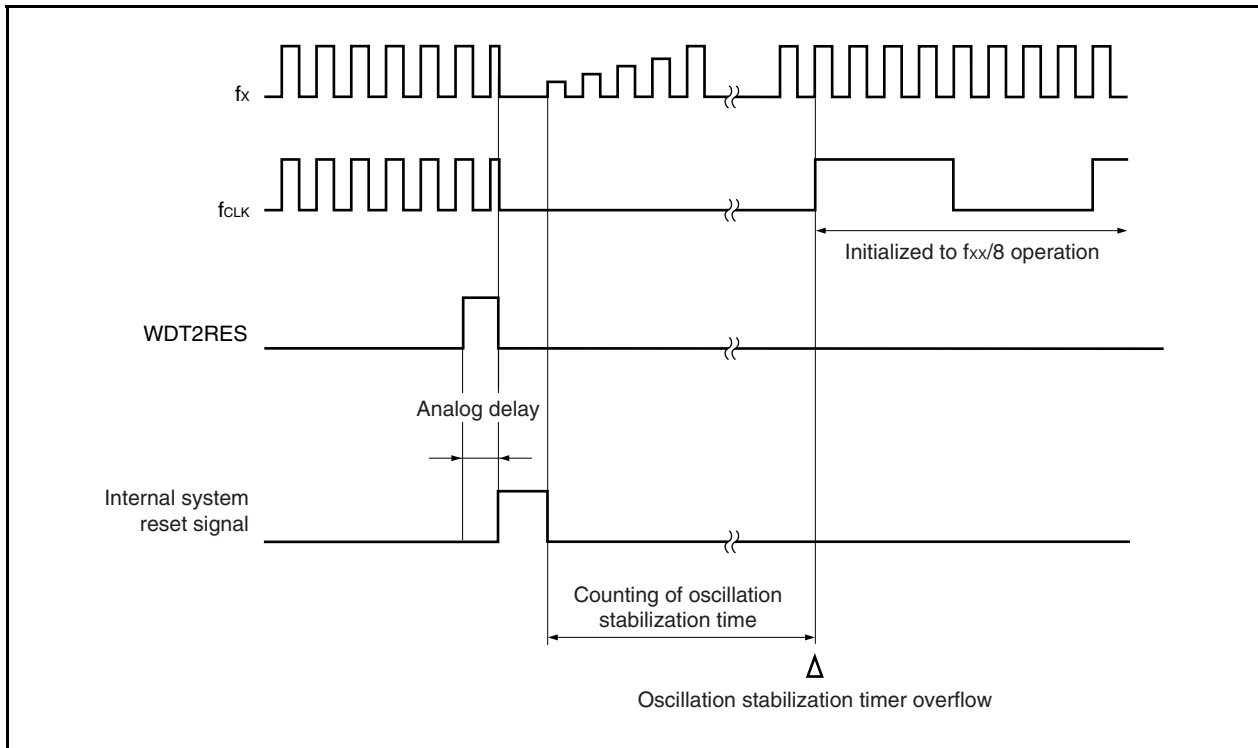 fX
fCLK
Initialized to fXX/8 operation
WDT2RES
Analog delay
Internal system
reset signal
Counting of oscillation
stabilization time
Oscillation stabilization timer overflow